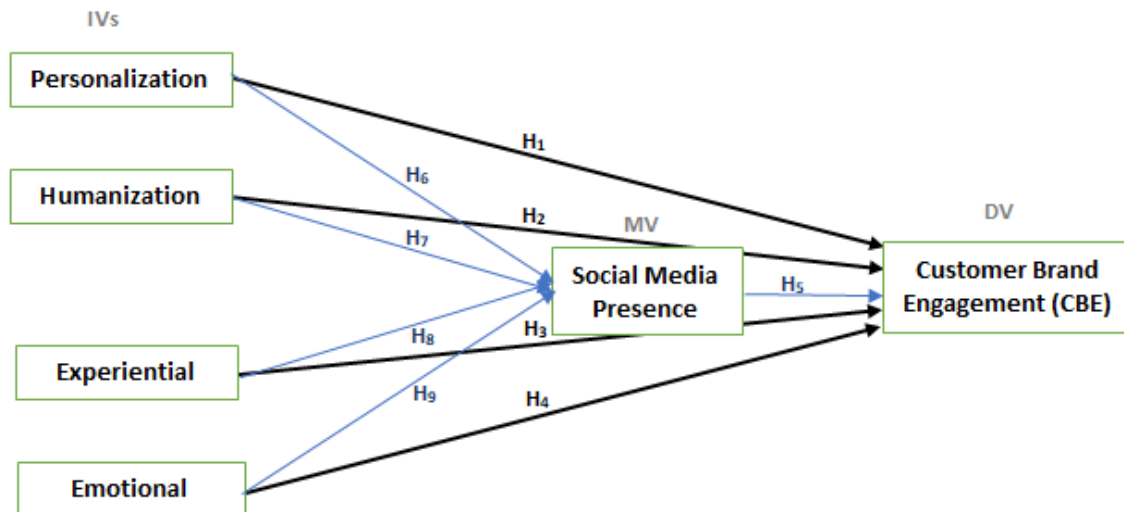 IVs
Personalization
H₁
H₆
Humanization
H₂
H₇
MV
DV
Social Media
Presence
H₅
Customer Brand
Engagement (CBE)
H₃
H₈
Experiential
H₉
H₄
Emotional